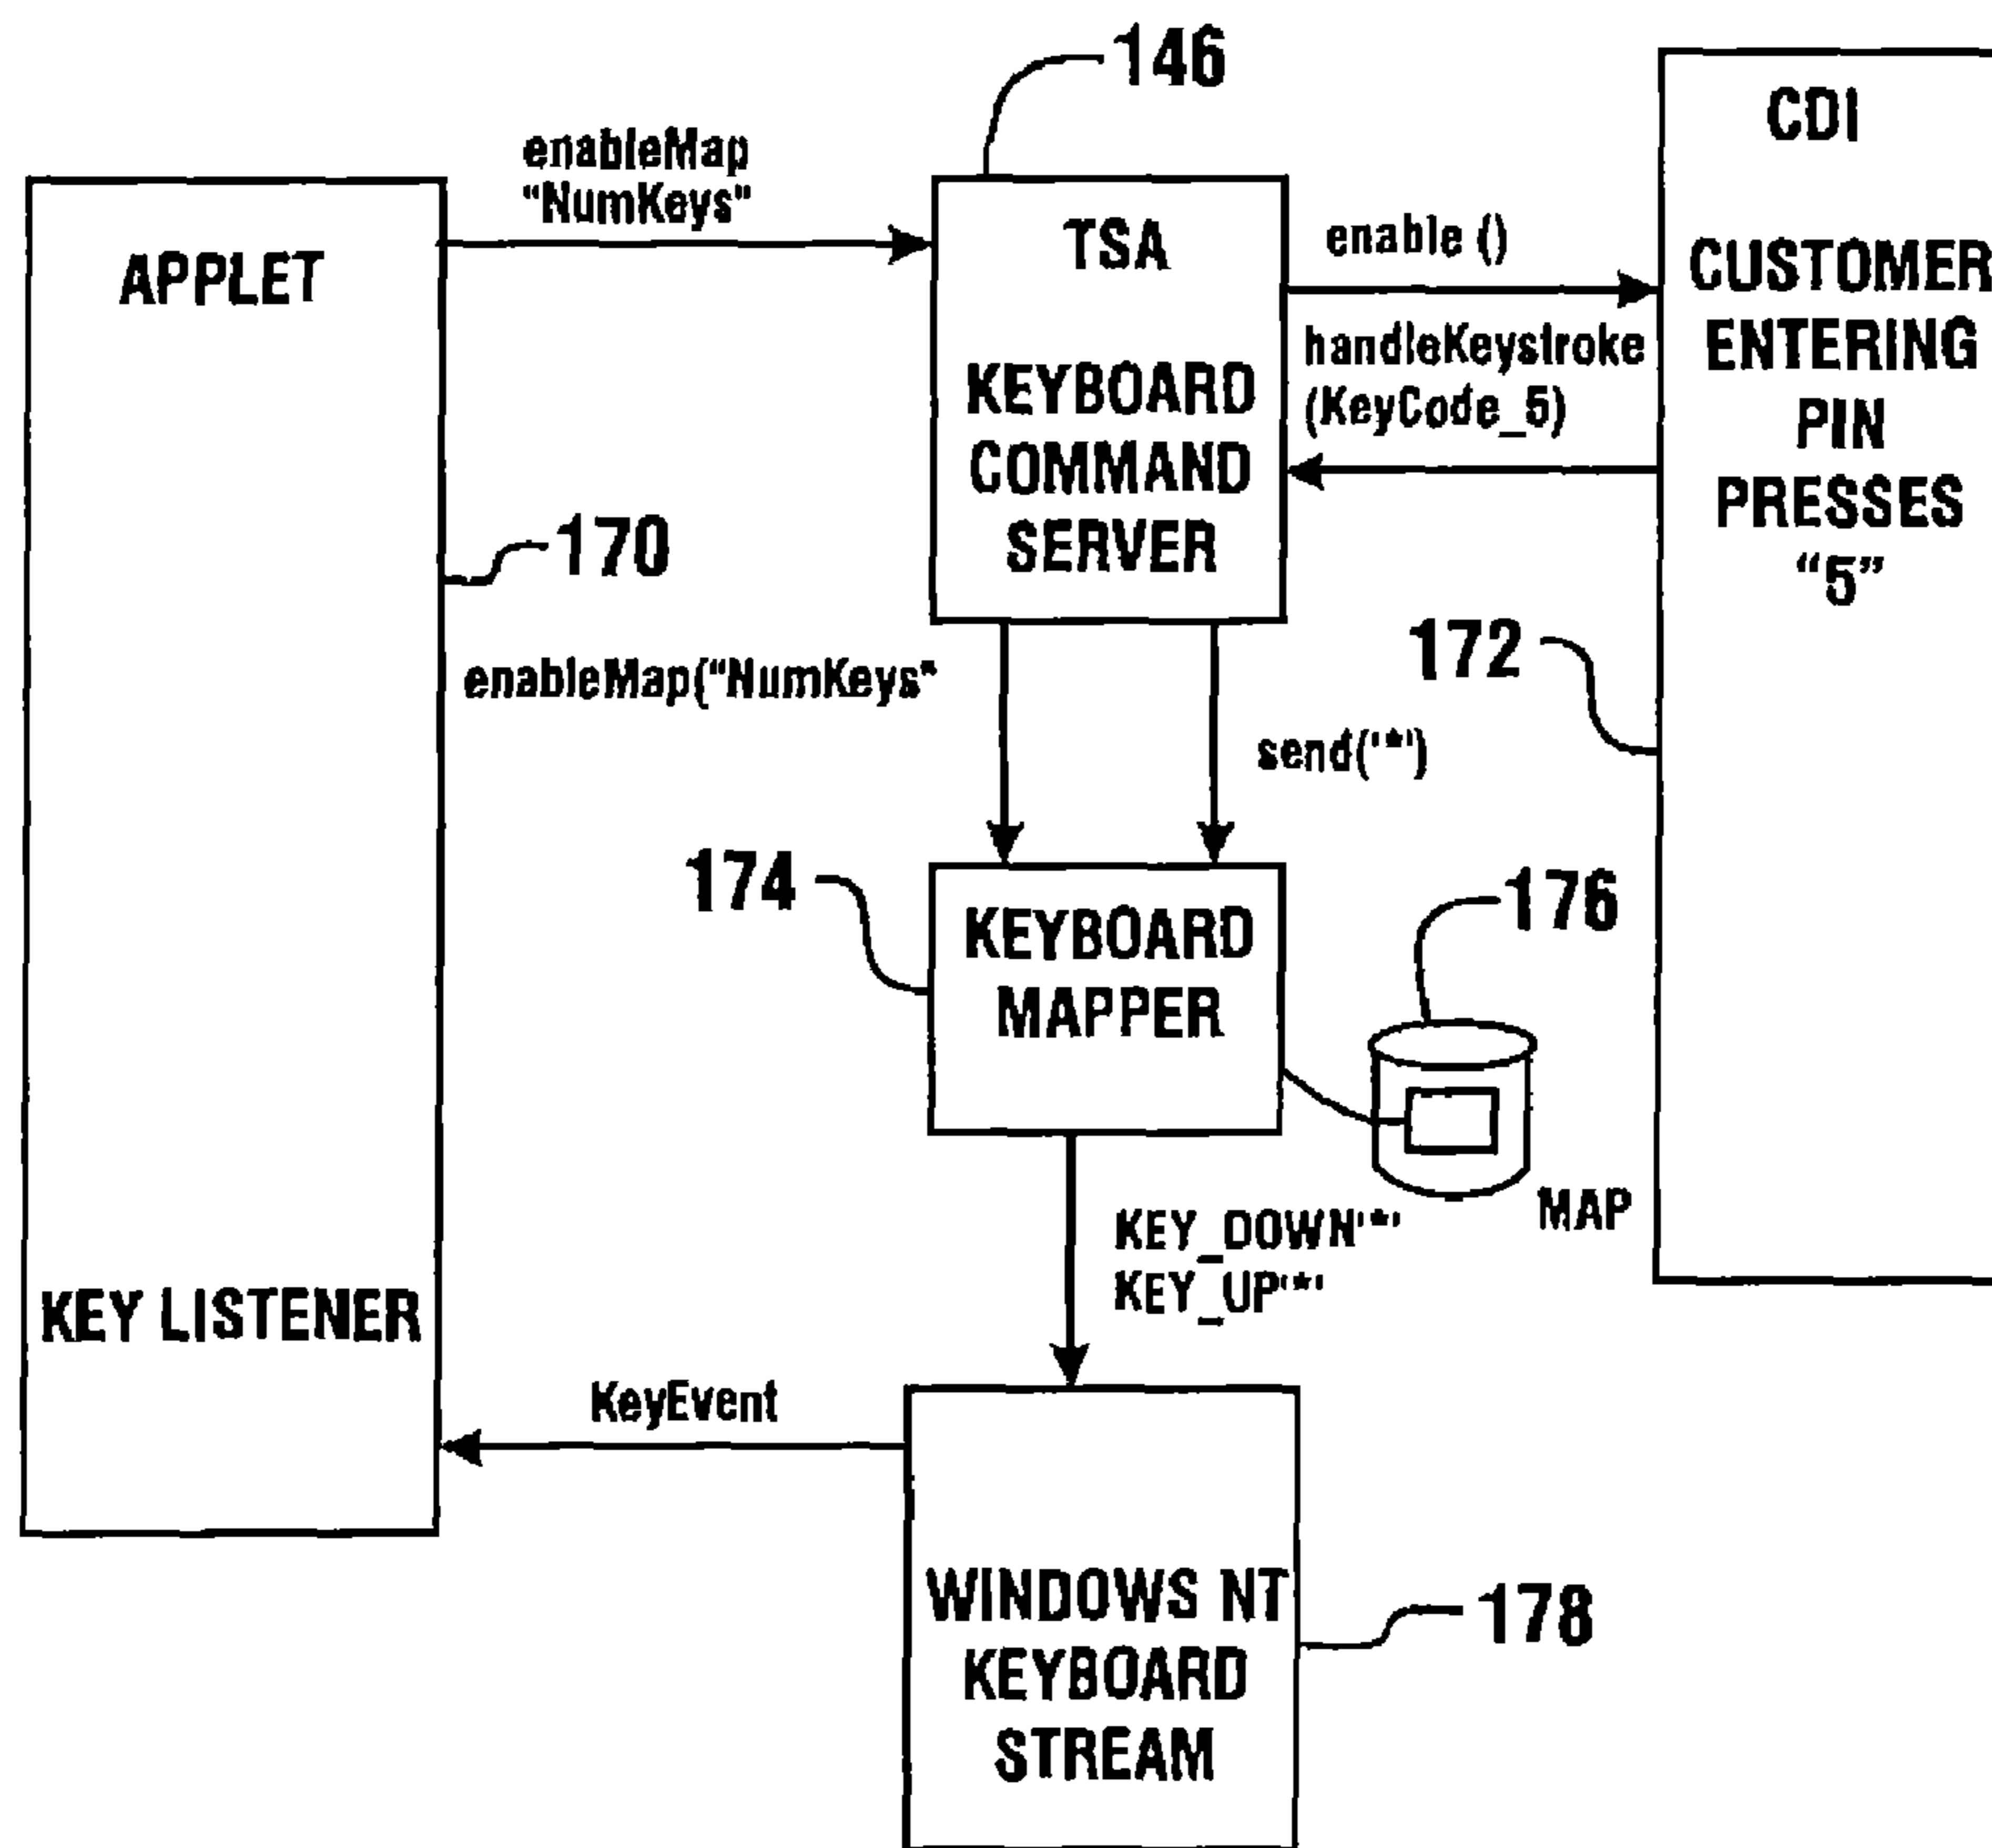 146
enableMap
"NumKeys"
APPLET
TSA
KEYBOARD
COMMAND
SERVER
enable ()
handleKeystroke
(KeyCode_5)
CDI
CUSTOMER
ENTERING
PIN
PRESSES
“5”
170
172
enableMap("NumKeys"
send('*')
174
KEYBOARD
MAPPER
176
MAP
KEY_DOWN'*'
KEY_UP'*'
KEY LISTENER
KeyEvent
WINDOWS NT
KEYBOARD
STREAM
178